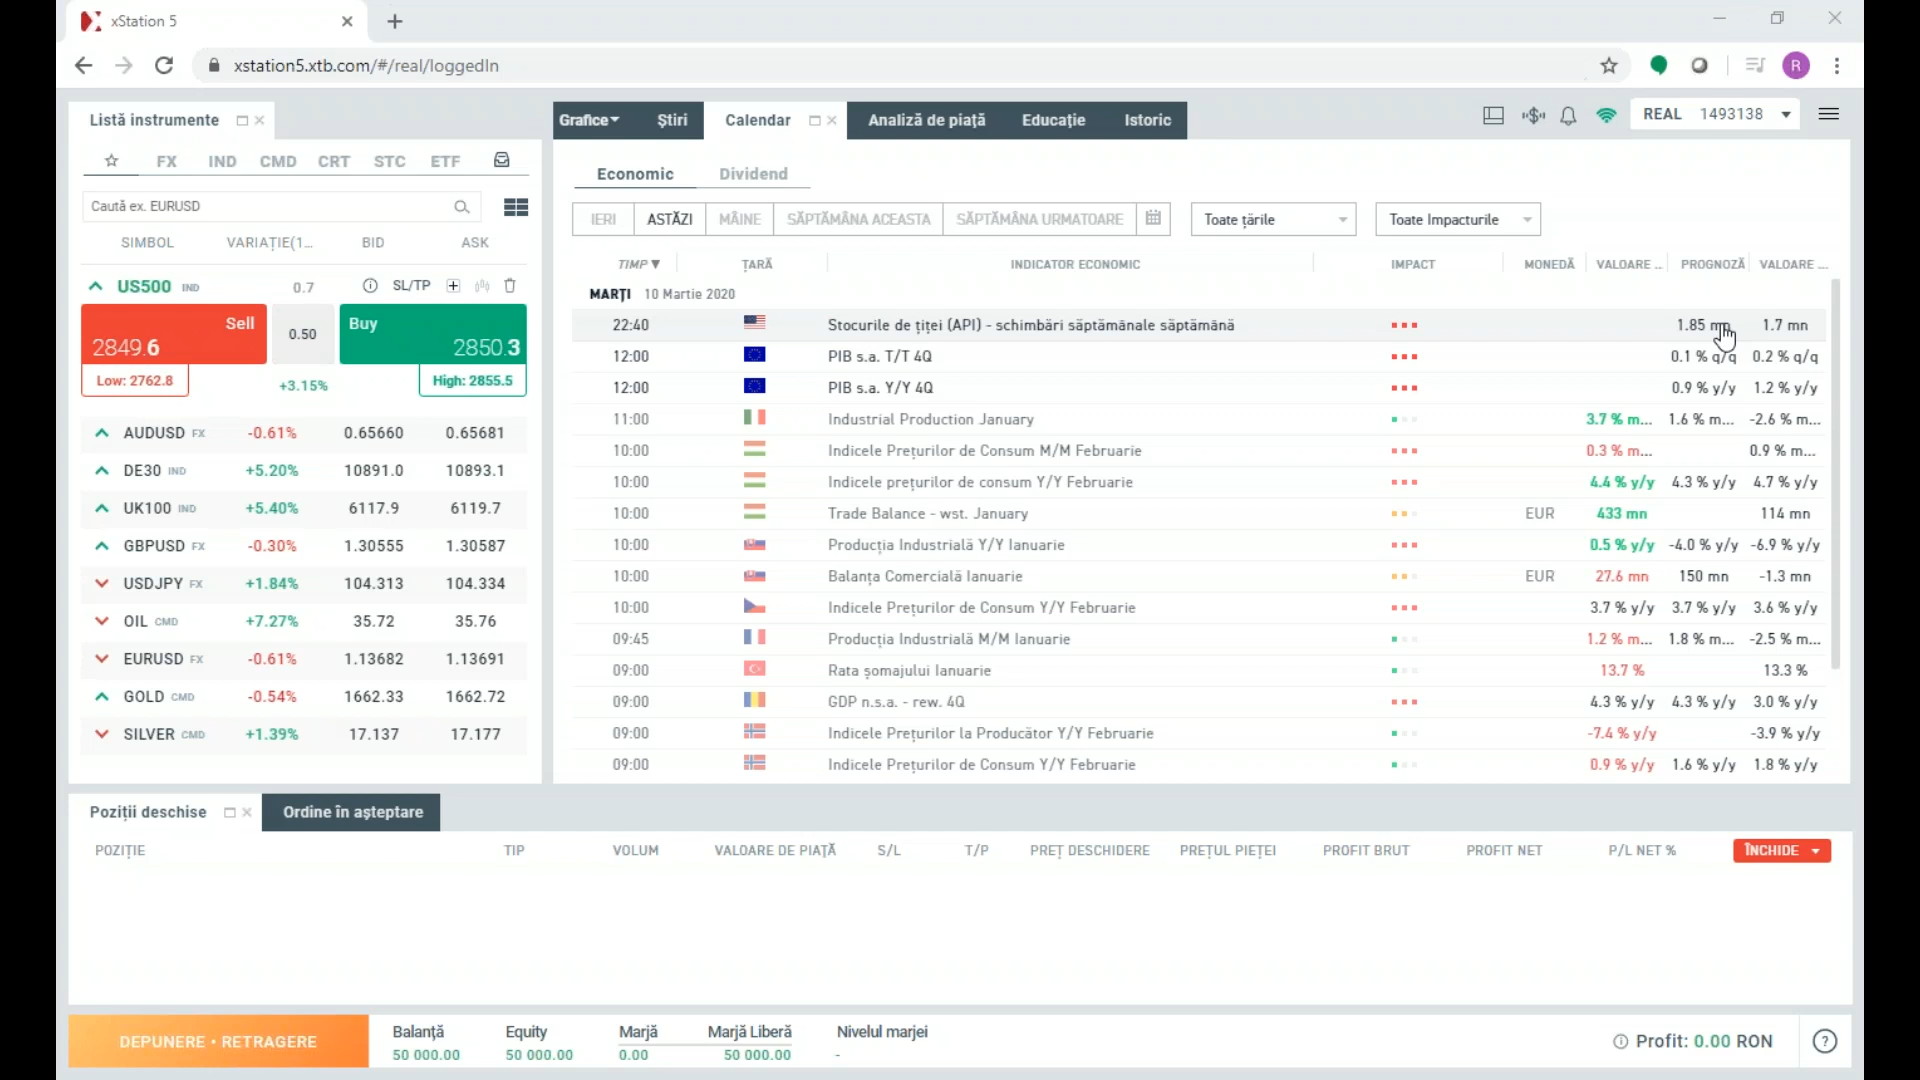 xStation 5
xstation5.xtb.com/#/real/loggedIn
R
Listă instrumente
Grafice
Știri
Calendar
Analiză de piață
Educație
Istoric
REAL 1493138
FX IND CMD CRT STC ETF
Caută ex. EURUSD
SIMBOL VARIAȚIE(1... BID ASK
US500 IND 0.7 SL/TP
Sell 2849.6
0.50
Buy 2850.3
Low: 2762.8
+3.15%
High: 2855.5
AUDUSD FX -0.61% 0.65660 0.65681
DE30 IND +5.20% 10891.0 10893.1
UK100 IND +5.40% 6117.9 6119.7
GBPUSD FX -0.30% 1.30555 1.30587
USDJPY FX +1.84% 104.313 104.334
OIL CMD +7.27% 35.72 35.76
EURUSD FX -0.61% 1.13682 1.13691
GOLD CMD -0.54% 1662.33 1662.72
SILVER CMD +1.39% 17.137 17.177
Economic Dividend
IERI ASTĂZI MÂINE SĂPTĂMÂNA ACEASTA SĂPTĂMÂNA URMATOARE
Toate țările
Toate Impacturile
TIMP ▼ ȚARĂ INDICATOR ECONOMIC IMPACT MONEDĂ VALOARE ... PROGNOZĂ VALOARE ...
MARȚI 10 Martie 2020
22:40 Stocurile de țiței (API) - schimbări săptămânale săptămână 1.85 mn 1.7 mn
12:00 PIB s.a. T/T 4Q 0.1 % q/q 0.2 % q/q
12:00 PIB s.a. Y/Y 4Q 0.9 % y/y 1.2 % y/y
11:00 Industrial Production January 3.7 % m... 1.6 % m... -2.6 % m...
10:00 Indicele Prețurilor de Consum M/M Februarie 0.3 % m... 0.9 % m...
10:00 Indicele prețurilor de consum Y/Y Februarie 4.4 % y/y 4.3 % y/y 4.7 % y/y
10:00 Trade Balance - wst. January EUR 433 mn 114 mn
10:00 Producția Industrială Y/Y Ianuarie 0.5 % y/y -4.0 % y/y -6.9 % y/y
10:00 Balanța Comercială Ianuarie EUR 27.6 mn 150 mn -1.3 mn
10:00 Indicele Prețurilor de Consum Y/Y Februarie 3.7 % y/y 3.7 % y/y 3.6 % y/y
09:45 Producția Industrială M/M Ianuarie 1.2 % m... 1.8 % m... -2.5 % m...
09:00 Rata șomajului Ianuarie 13.7 % 13.3 %
09:00 GDP n.s.a. - rew. 4Q 4.3 % y/y 4.3 % y/y 3.0 % y/y
09:00 Indicele Prețurilor la Producător Y/Y Februarie -7.4 % y/y -3.9 % y/y
09:00 Indicele Prețurilor de Consum Y/Y Februarie 0.9 % y/y 1.6 % y/y 1.8 % y/y
Poziții deschise
Ordine în așteptare
POZIȚIE TIP VOLUM VALOARE DE PIAȚĂ S/L T/P PREȚ DESCHIDERE PREȚUL PIEȚEI PROFIT BRUT PROFIT NET P/L NET % ÎNCHIDE
DEPUNERE • RETRAGERE
Balanță Equity Marjă Marjă Liberă Nivelul marjei
50 000.00 50 000.00 0.00 50 000.00 -
Profit: 0.00 RON
?